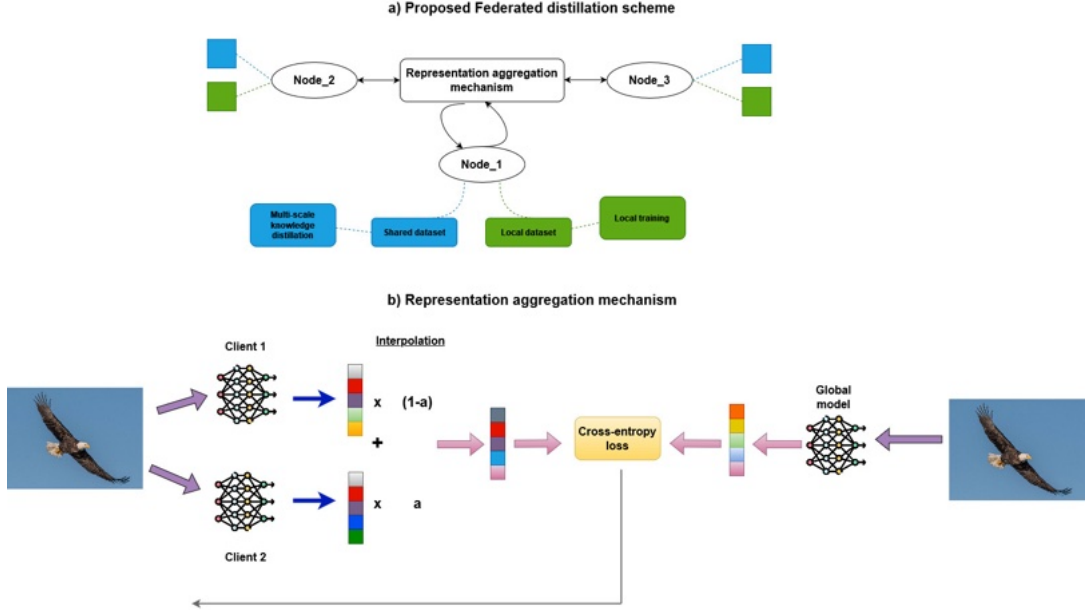 a) Proposed Federated distillation scheme
Node_2
Representation aggregation
mechanism
Node_3
Node_1
Multi-scale
knowledge
distillation
Shared dataset
Local dataset
Local training
b) Representation aggregation mechanism
Client 1
Interpolation
x (1-a)
+
Cross-entropy
loss
Global
model
x a
Client 2